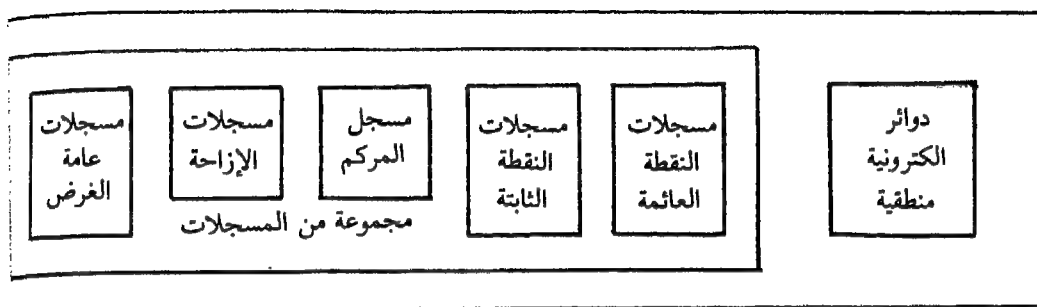 دوائر
الكترونية
منطقية
مسجلات
النقطة
العائمة
مسجلات
النقطة
الثابتة
مسجل
المركم
مسجلات
الإزاحة
مسجلات
عامة
الغرض
مجموعة من المسجلات